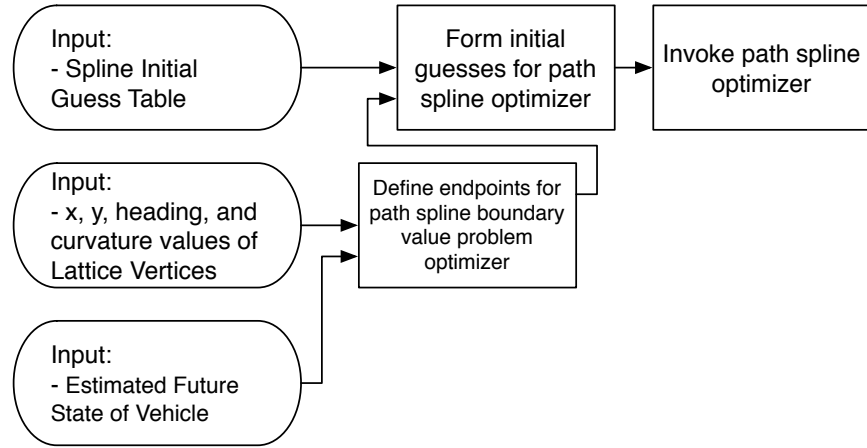 Input:
- Spline Initial
Guess Table
Form initial
guesses for path
spline optimizer
Invoke path spline
optimizer
Input:
- x, y, heading, and
curvature values of
Lattice Vertices
Define endpoints for
path spline boundary
value problem
optimizer
Input:
- Estimated Future
State of Vehicle